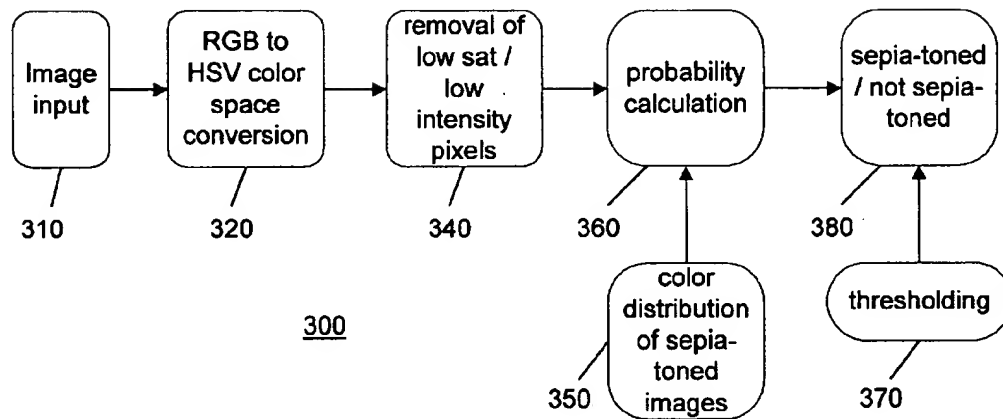 Image
input
RGB to
HSV color
space
conversion
removal of
low sat /
low
intensity
pixels
probability
calculation
sepia-toned
/ not sepia-
toned
310
320
340
360
380
color
distribution
of sepia-
toned
images
thresholding
300
350
370